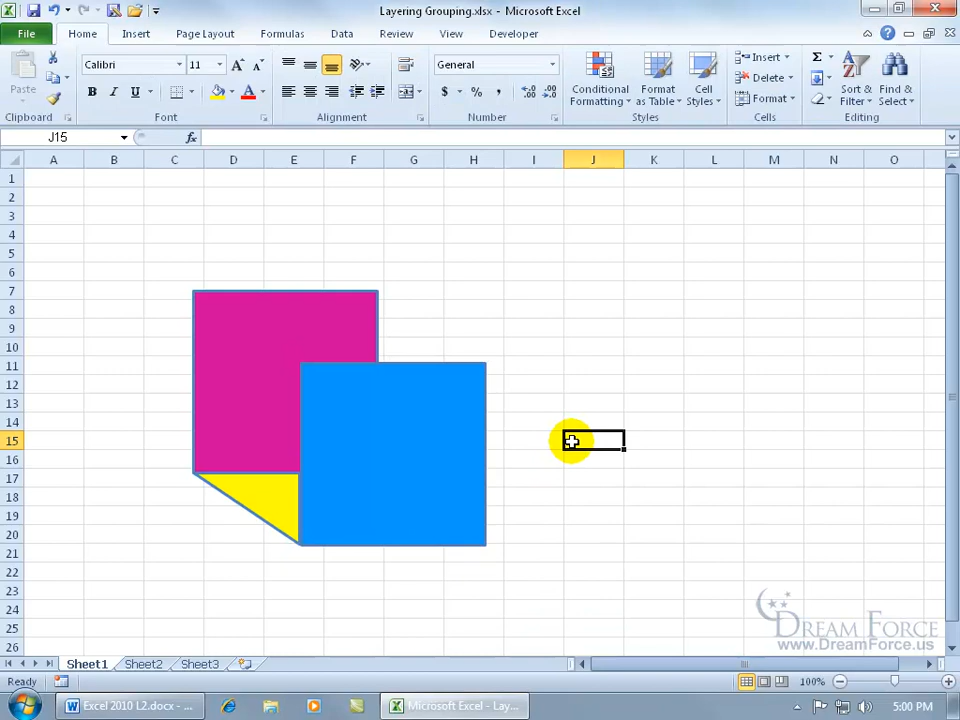 Layering Grouping.xlsx - Microsoft Excel
File Home Insert Page Layout Formulas Data Review View Developer
Paste
Calibri 11
B I U
A A
General
$ % ,
Conditional Formatting
Format as Table
Cell Styles
Insert
Delete
Format
Σ
Sort & Filter
Find & Select
Clipboard Font Alignment Number Styles Cells Editing
J15 fx
A B C D E F G H I J K L M N O
1
2
3
4
5
6
7
8
9
10
11
12
13
14
15
16
17
18
19
20
21
22
23
24
25
26
DREAM FORCE
www.DreamForce.us
Sheet1 Sheet2 Sheet3
Ready 100%
Excel 2010 L2.docx - ... Microsoft Excel - Lay... 5:00 PM